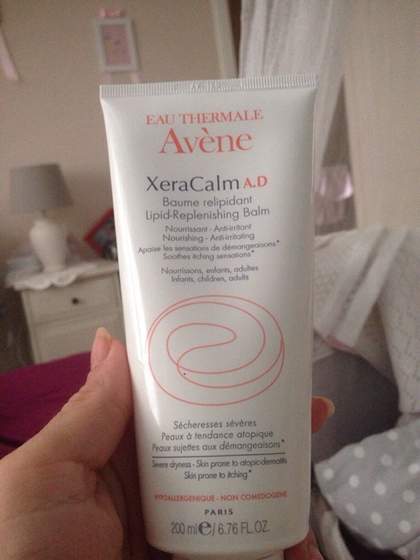 EAU THERMALE
Avène
XeraCalm A.D
Baume relipidant
Lipid-Replenishing Balm
Nourrissant - Anti-irritant
Nourishing - Anti-irritating
Apaise les sensations de démangeaisons*
Soothes itching sensations*
Nourrissons, enfants, adultes
Infants, children, adults
Sécheresses sévères
Peaux à tendance atopique
Peaux sujettes aux démangeaisons*
Severe dryness - Skin prone to atopic-dermatitis
Skin prone to itching*
HYPOALLERGENIQUE - NON COMEDOGENE
PARIS
200 ml e / 6.76 FL.OZ.